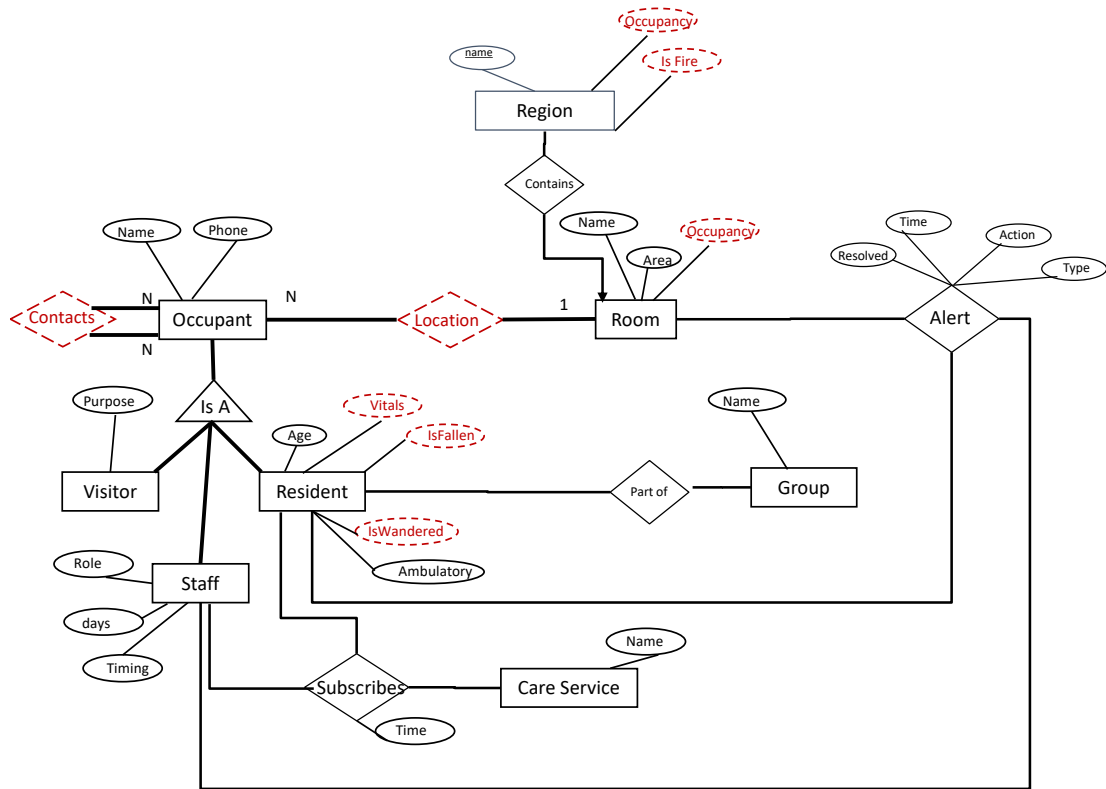 Occupancy
name
Is Fire
Region
Contains
Name
Phone
Name
Occupancy
Area
Time
Action
Resolved
Type
N
N
1
Contacts
Occupant
Location
Room
Alert
N
Purpose
Is A
Vitals
Name
Age
IsFallen
Visitor
Resident
Part of
Group
IsWandered
Role
Staff
Ambulatory
days
Timing
Name
Subscribes
Care Service
Time